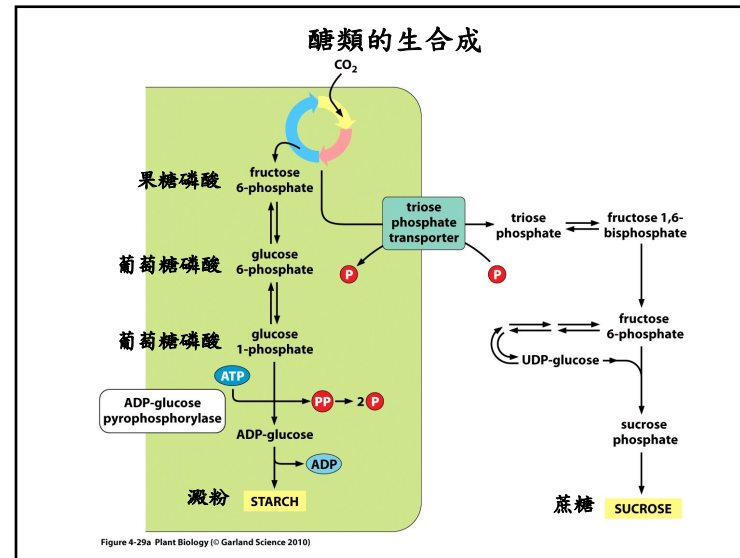 醣類的生合成
CO2
果糖磷酸
fructose
6-phosphate
triose
phosphate
transporter
triose
phosphate
fructose 1,6-
bisphosphate
葡萄糖磷酸
glucose
6-phosphate
P
P
葡萄糖磷酸
glucose
1-phosphate
fructose
6-phosphate
UDP-glucose
ATP
ADP-glucose
pyrophosphorylase
PP
2 P
ADP-glucose
sucrose
phosphate
ADP
澱粉
STARCH
蔗糖
SUCROSE
Figure 4-29a Plant Biology (© Garland Science 2010)